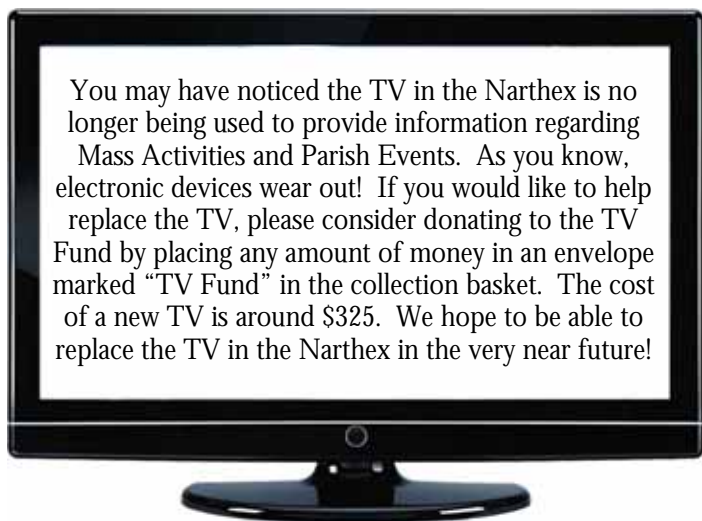 You may have noticed the TV in the Narthex is no
longer being used to provide information regarding
Mass Activities and Parish Events.  As you know,
electronic devices wear out!  If you would like to help
replace the TV, please consider donating to the TV
Fund by placing any amount of money in an envelope
marked “TV Fund” in the collection basket.  The cost
of a new TV is around $325.  We hope to be able to
replace the TV in the Narthex in the very near future!